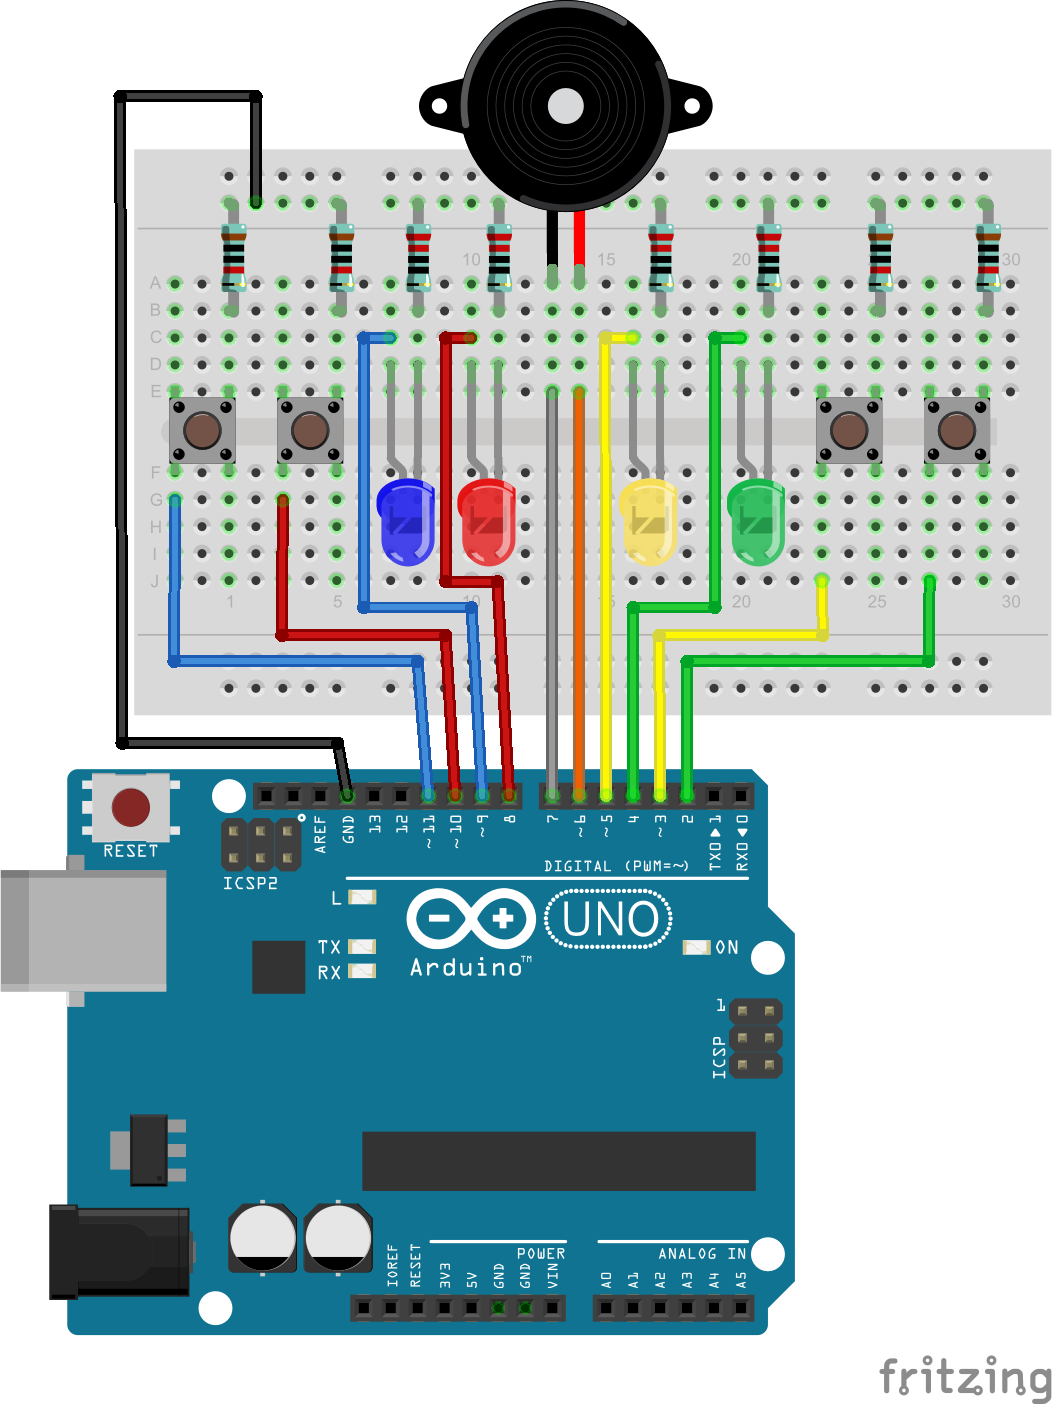 10 15 20 30
A
B
C
D
E
F
G
H
I
J
1 5 10 15 20 25 30
RESET
ICSP2
AREF
GND
13
12
~11
~10
~9
8
7
~6
~5
4
~3
2
TX0▶1
RX0◀0
DIGITAL (PWM=~)
L
TX
RX
UNO
Arduino™
ON
1
ICSP
IOREF
RESET
3V3
5V
GND
GND
VIN
POWER
ANALOG IN
A0
A1
A2
A3
A4
A5
fritzing